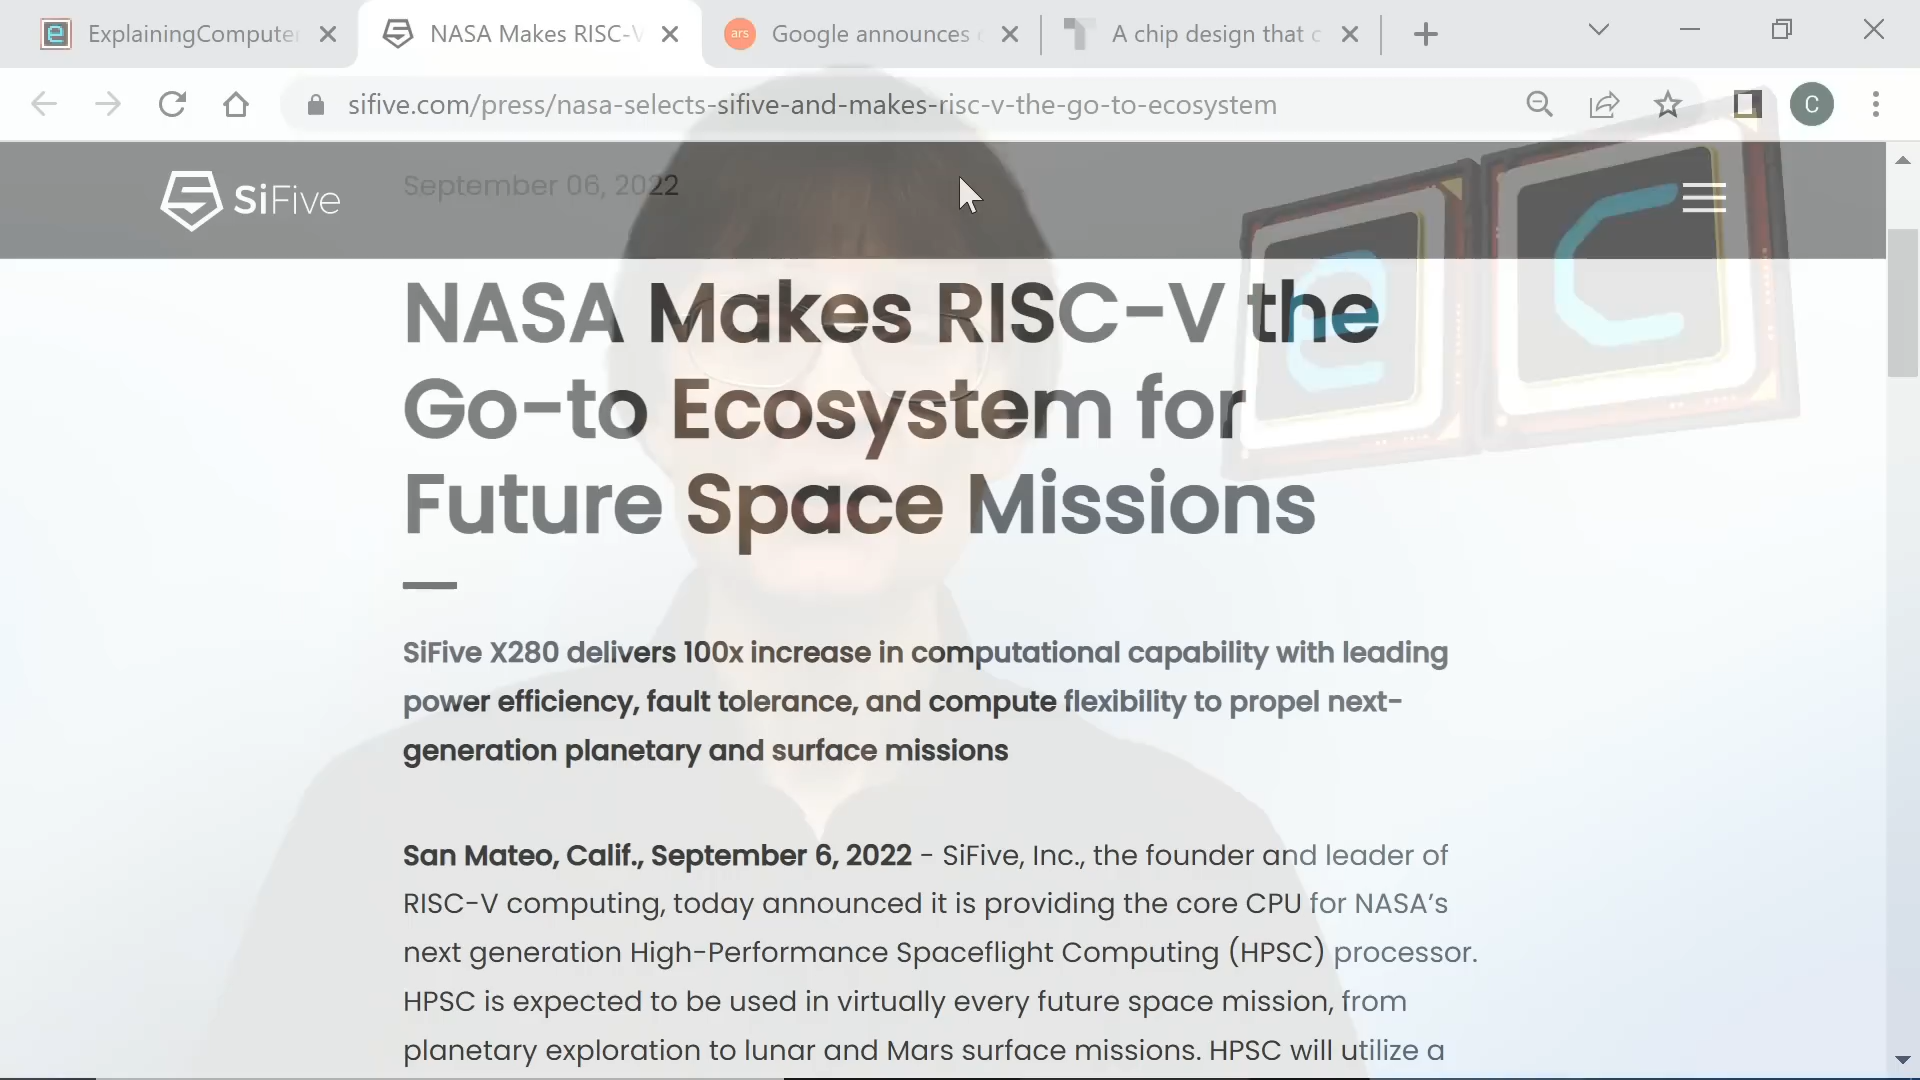 ExplainingComputer
NASA Makes RISC-V
ars
Google announces
A chip design that c
sifive.com/press/nasa-selects-sifive-and-makes-risc-v-the-go-to-ecosystem
C
SiFive
September 06, 2022
e
C
NASA Makes RISC-V the
Go-to Ecosystem for
Future Space Missions
SiFive X280 delivers 100x increase in computational capability with leading
power efficiency, fault tolerance, and compute flexibility to propel next-
generation planetary and surface missions
San Mateo, Calif., September 6, 2022 - SiFive, Inc., the founder and leader of
RISC-V computing, today announced it is providing the core CPU for NASA's
next generation High-Performance Spaceflight Computing (HPSC) processor.
HPSC is expected to be used in virtually every future space mission, from
planetary exploration to lunar and Mars surface missions. HPSC will utilize a